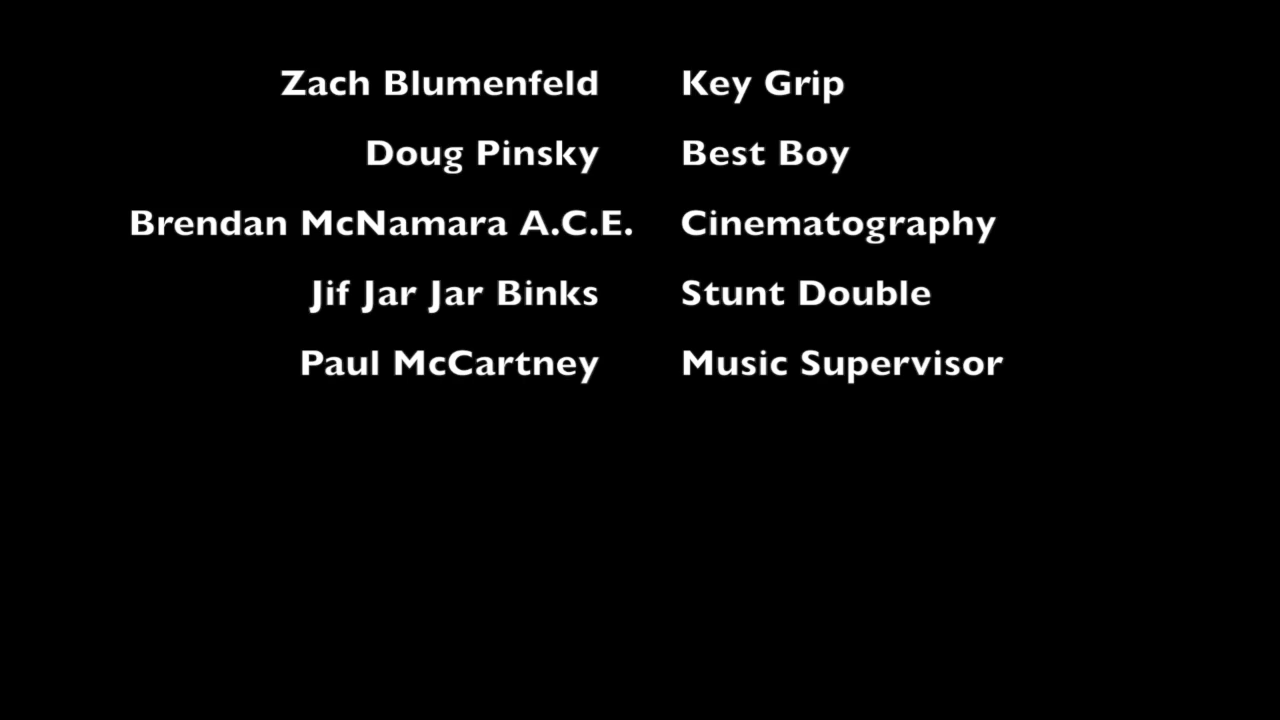 Zach Blumenfeld Key Grip
Doug Pinsky Best Boy
Brendan McNamara A.C.E. Cinematography
Jif Jar Jar Binks Stunt Double
Paul McCartney Music Supervisor